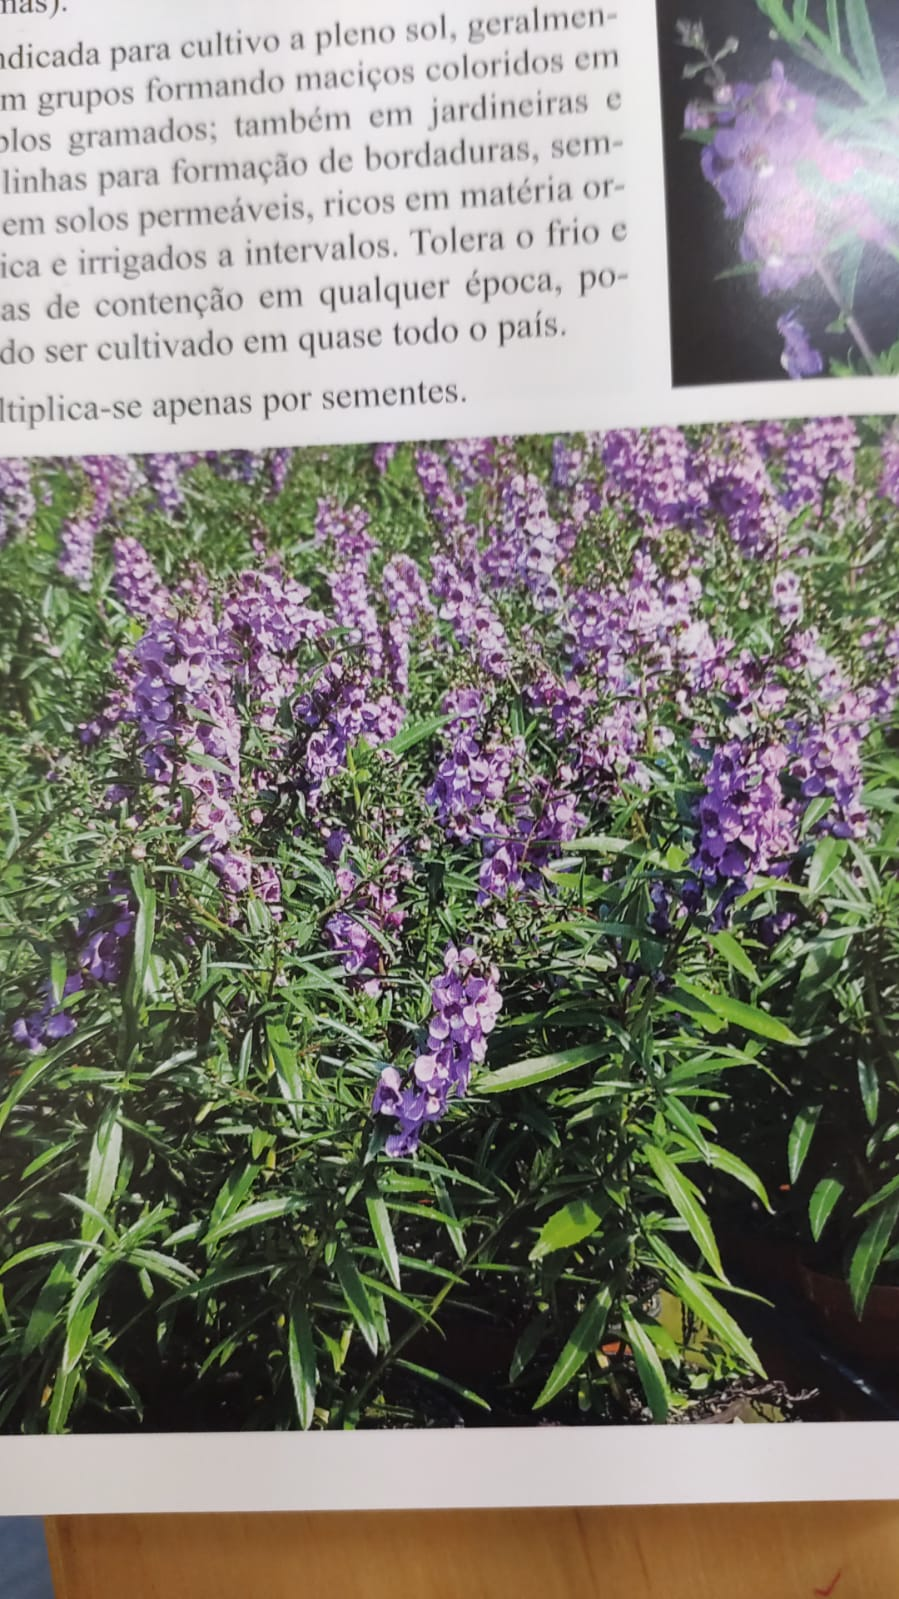 nas).
ndicada para cultivo a pleno sol, geralmen-
m grupos formando maciços coloridos em
olos gramados; também em jardineiras e
linhas para formação de bordaduras, sem-
em solos permeáveis, ricos em matéria or-
ica e irrigados a intervalos. Tolera o frio e
as de contenção em qualquer época, po-
do ser cultivado em quase todo o país.
ltiplica-se apenas por sementes.